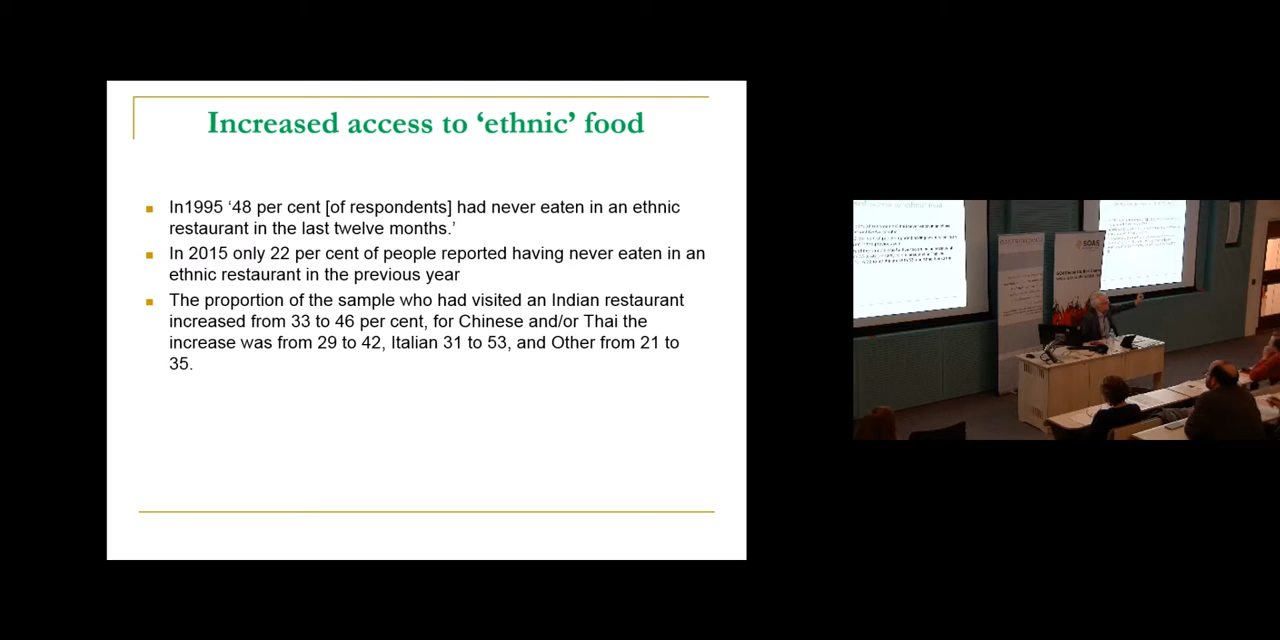 Increased access to ‘ethnic’ food
In1995 ‘48 per cent [of respondents] had never eaten in an ethnic
restaurant in the last twelve months.’
In 2015 only 22 per cent of people reported having never eaten in an
ethnic restaurant in the previous year
The proportion of the sample who had visited an Indian restaurant
increased from 33 to 46 per cent, for Chinese and/or Thai the
increase was from 29 to 42, Italian 31 to 53, and Other from 21 to
35.
SOAS